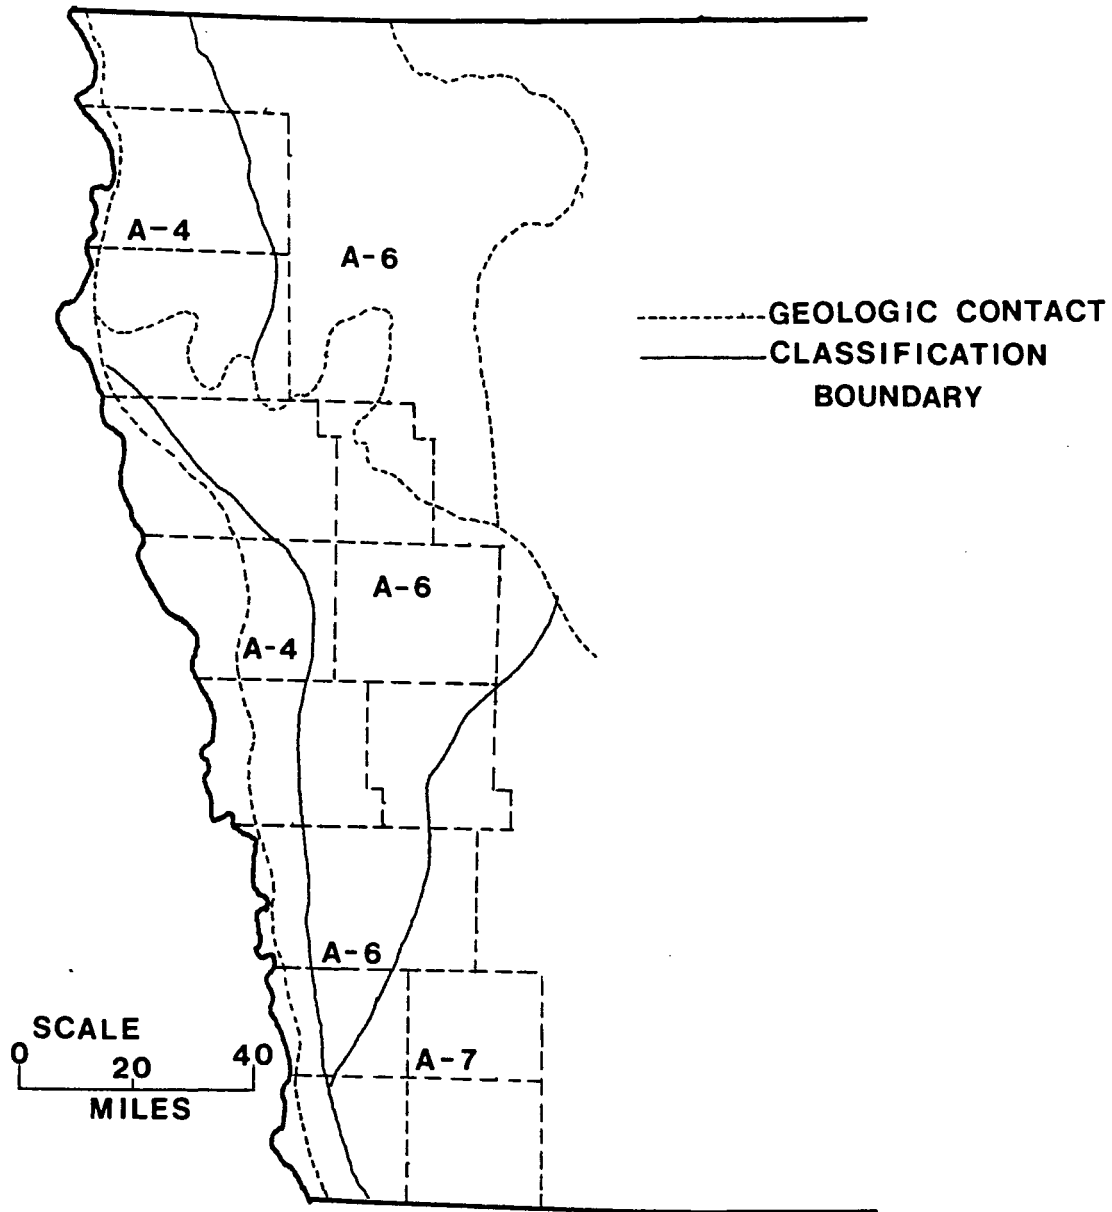 A-4
A-6
GEOLOGIC CONTACT
CLASSIFICATION
BOUNDARY
A-6
A-4
A-6
SCALE
0 20 40
MILES
A-7